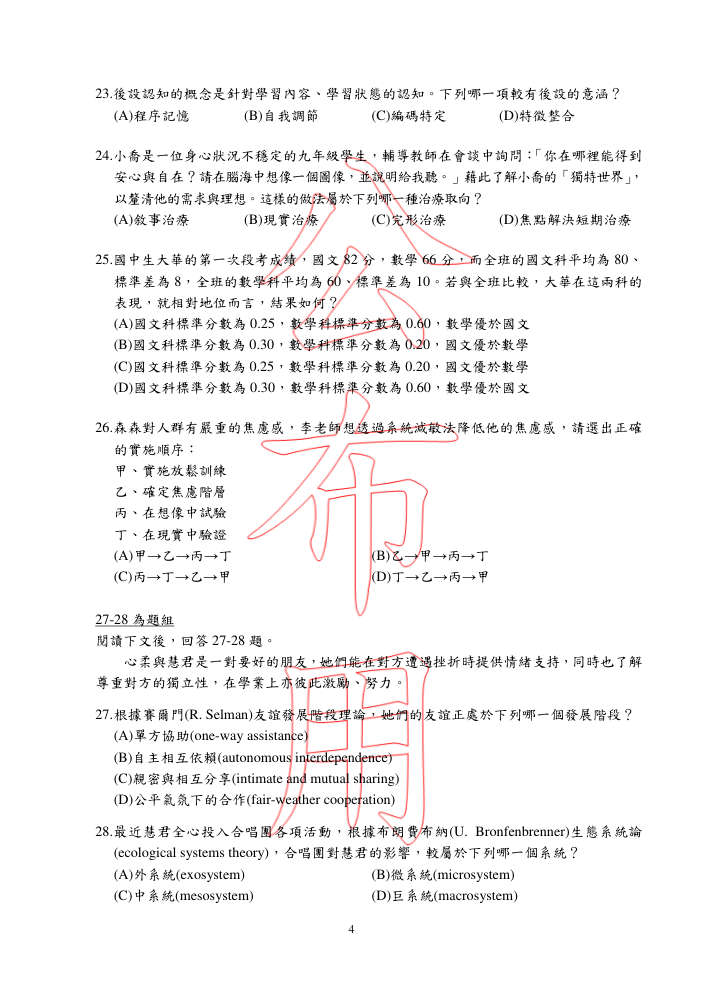 23.後設認知的概念是針對學習內容、學習狀態的認知。下列哪一項較有後設的意涵？
(A)程序記憶 (B)自我調節 (C)編碼特定 (D)特徵整合
24.小喬是一位身心狀況不穩定的九年級學生，輔導教師在會談中詢問：「你在哪裡能得到
安心與自在？請在腦海中想像一個圖像，並說明給我聽。」藉此了解小喬的「獨特世界」，
以釐清他的需求與理想。這樣的做法屬於下列哪一種治療取向？
(A)敘事治療 (B)現實治療 (C)完形治療 (D)焦點解決短期治療
25.國中生大華的第一次段考成績，國文 82 分，數學 66 分，而全班的國文科平均為 80、
標準差為 8，全班的數學科平均為 60、標準差為 10。若與全班比較，大華在這兩科的
表現，就相對地位而言，結果如何？
(A)國文科標準分數為 0.25，數學科標準分數為 0.60，數學優於國文
(B)國文科標準分數為 0.30，數學科標準分數為 0.20，國文優於數學
(C)國文科標準分數為 0.25，數學科標準分數為 0.20，國文優於數學
(D)國文科標準分數為 0.30，數學科標準分數為 0.60，數學優於國文
26.森森對人群有嚴重的焦慮感，李老師想透過系統減敏法降低他的焦慮感，請選出正確
的實施順序：
甲、實施放鬆訓練
乙、確定焦慮階層
丙、在想像中試驗
丁、在現實中驗證
(A)甲→乙→丙→丁 (B)乙→甲→丙→丁
(C)丙→丁→乙→甲 (D)丁→乙→丙→甲
27-28 為題組
閱讀下文後，回答 27-28 題。
心柔與慧君是一對要好的朋友，她們能在對方遭遇挫折時提供情緒支持，同時也了解
尊重對方的獨立性，在學業上亦彼此激勵、努力。
27.根據賽爾門(R. Selman)友誼發展階段理論，她們的友誼正處於下列哪一個發展階段？
(A)單方協助(one-way assistance)
(B)自主相互依賴(autonomous interdependence)
(C)親密與相互分享(intimate and mutual sharing)
(D)公平氣氛下的合作(fair-weather cooperation)
28.最近慧君全心投入合唱團各項活動，根據布朗費布納(U. Bronfenbrenner)生態系統論
(ecological systems theory)，合唱團對慧君的影響，較屬於下列哪一個系統？
(A)外系統(exosystem) (B)微系統(microsystem)
(C)中系統(mesosystem) (D)巨系統(macrosystem)
4
公布用